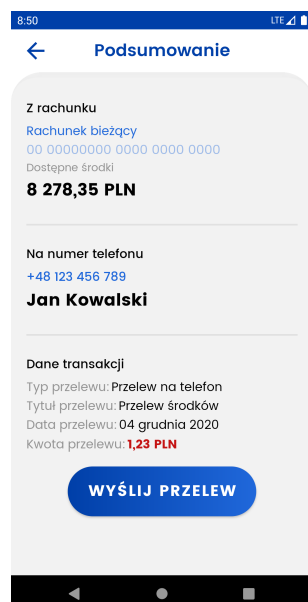 8:50 LTE
Podsumowanie
Z rachunku
Rachunek bieżący
00 00000000 0000 0000 0000
Dostępne środki
8 278,35 PLN
Na numer telefonu
+48 123 456 789
Jan Kowalski
Dane transakcji
Typ przelewu: Przelew na telefon
Tytuł przelewu: Przelew środków
Data przelewu: 04 grudnia 2020
Kwota przelewu: 1,23 PLN
WYŚLIJ PRZELEW